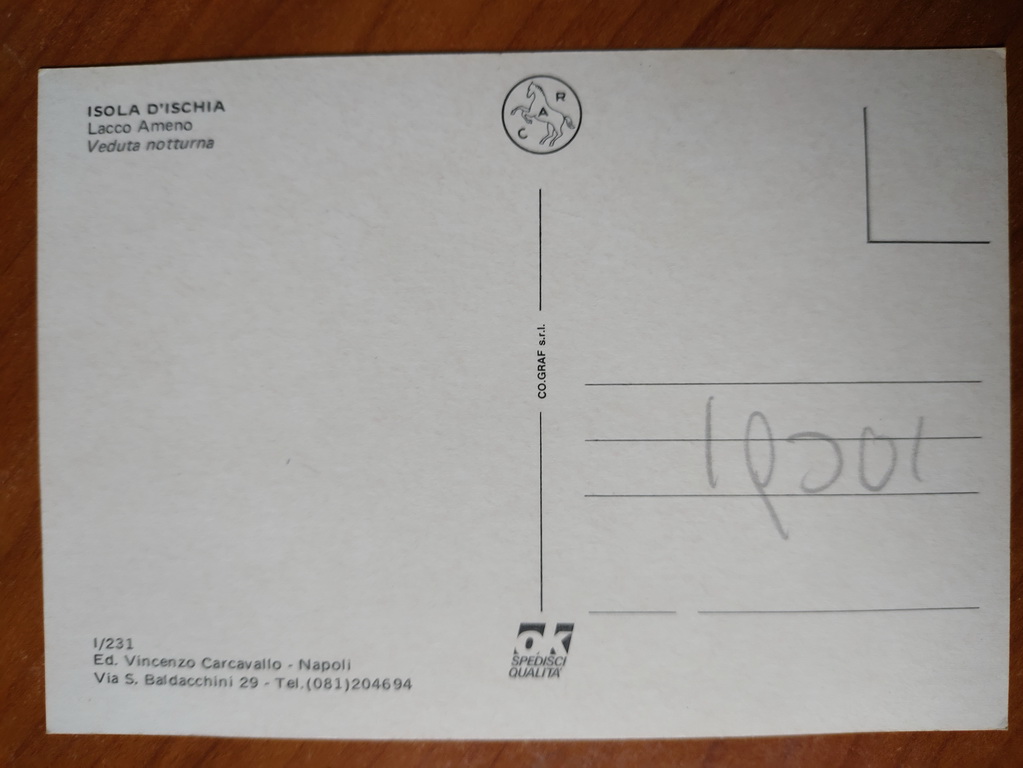 ISOLA D'ISCHIA
Lacco Ameno
Veduta notturna
C A R
CO.GRAF s.r.l.
I/231
Ed. Vincenzo Carcavallo - Napoli
Via S. Baldacchini 29 - Tel.(081)204694
OK
SPEDISCI
QUALITA'